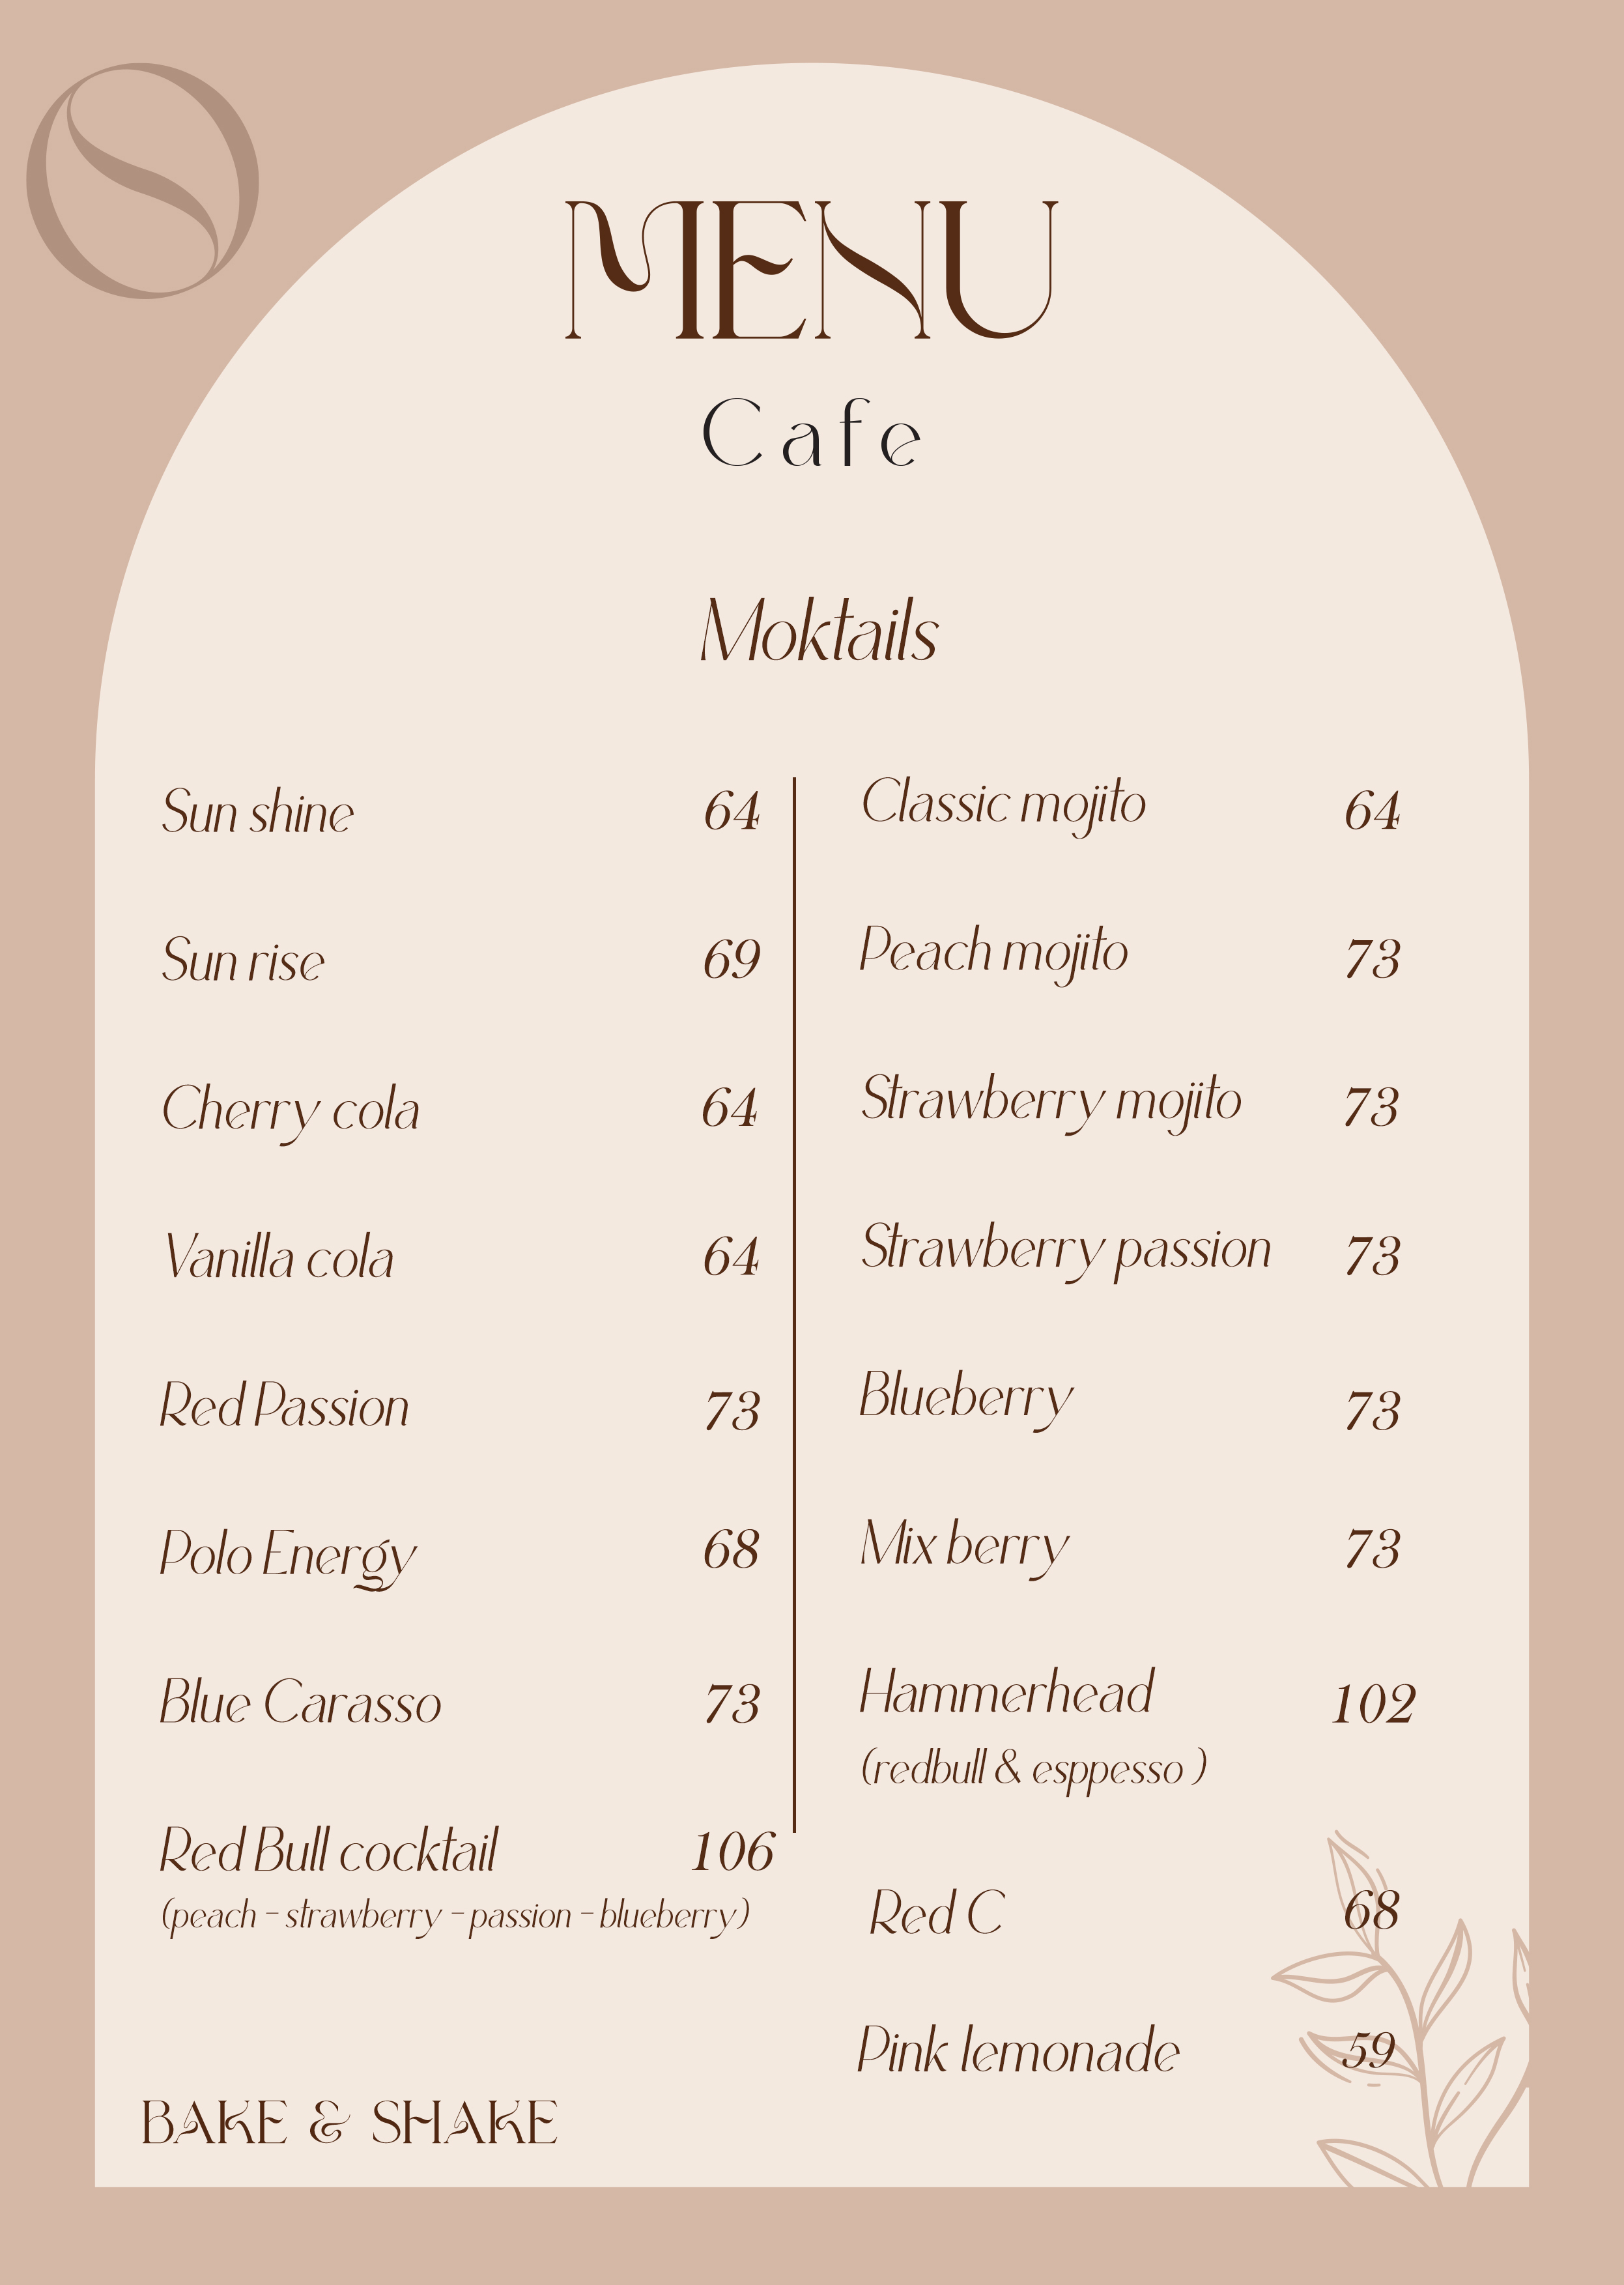 MENU
Cafe
Moktails
Sun shine 64
Sun rise 69
Cherry cola 64
Vanilla cola 64
Red Passion 73
Polo Energy 68
Blue Carasso 73
Red Bull cocktail 106
(peach - strawberry - passion - blueberry)
Classic mojito 64
Peach mojito 73
Strawberry mojito 73
Strawberry passion 73
Blueberry 73
Mix berry 73
Hammerhead 102
(redbull & esppesso )
Red C 68
Pink lemonade 59
BAKE & SHAKE